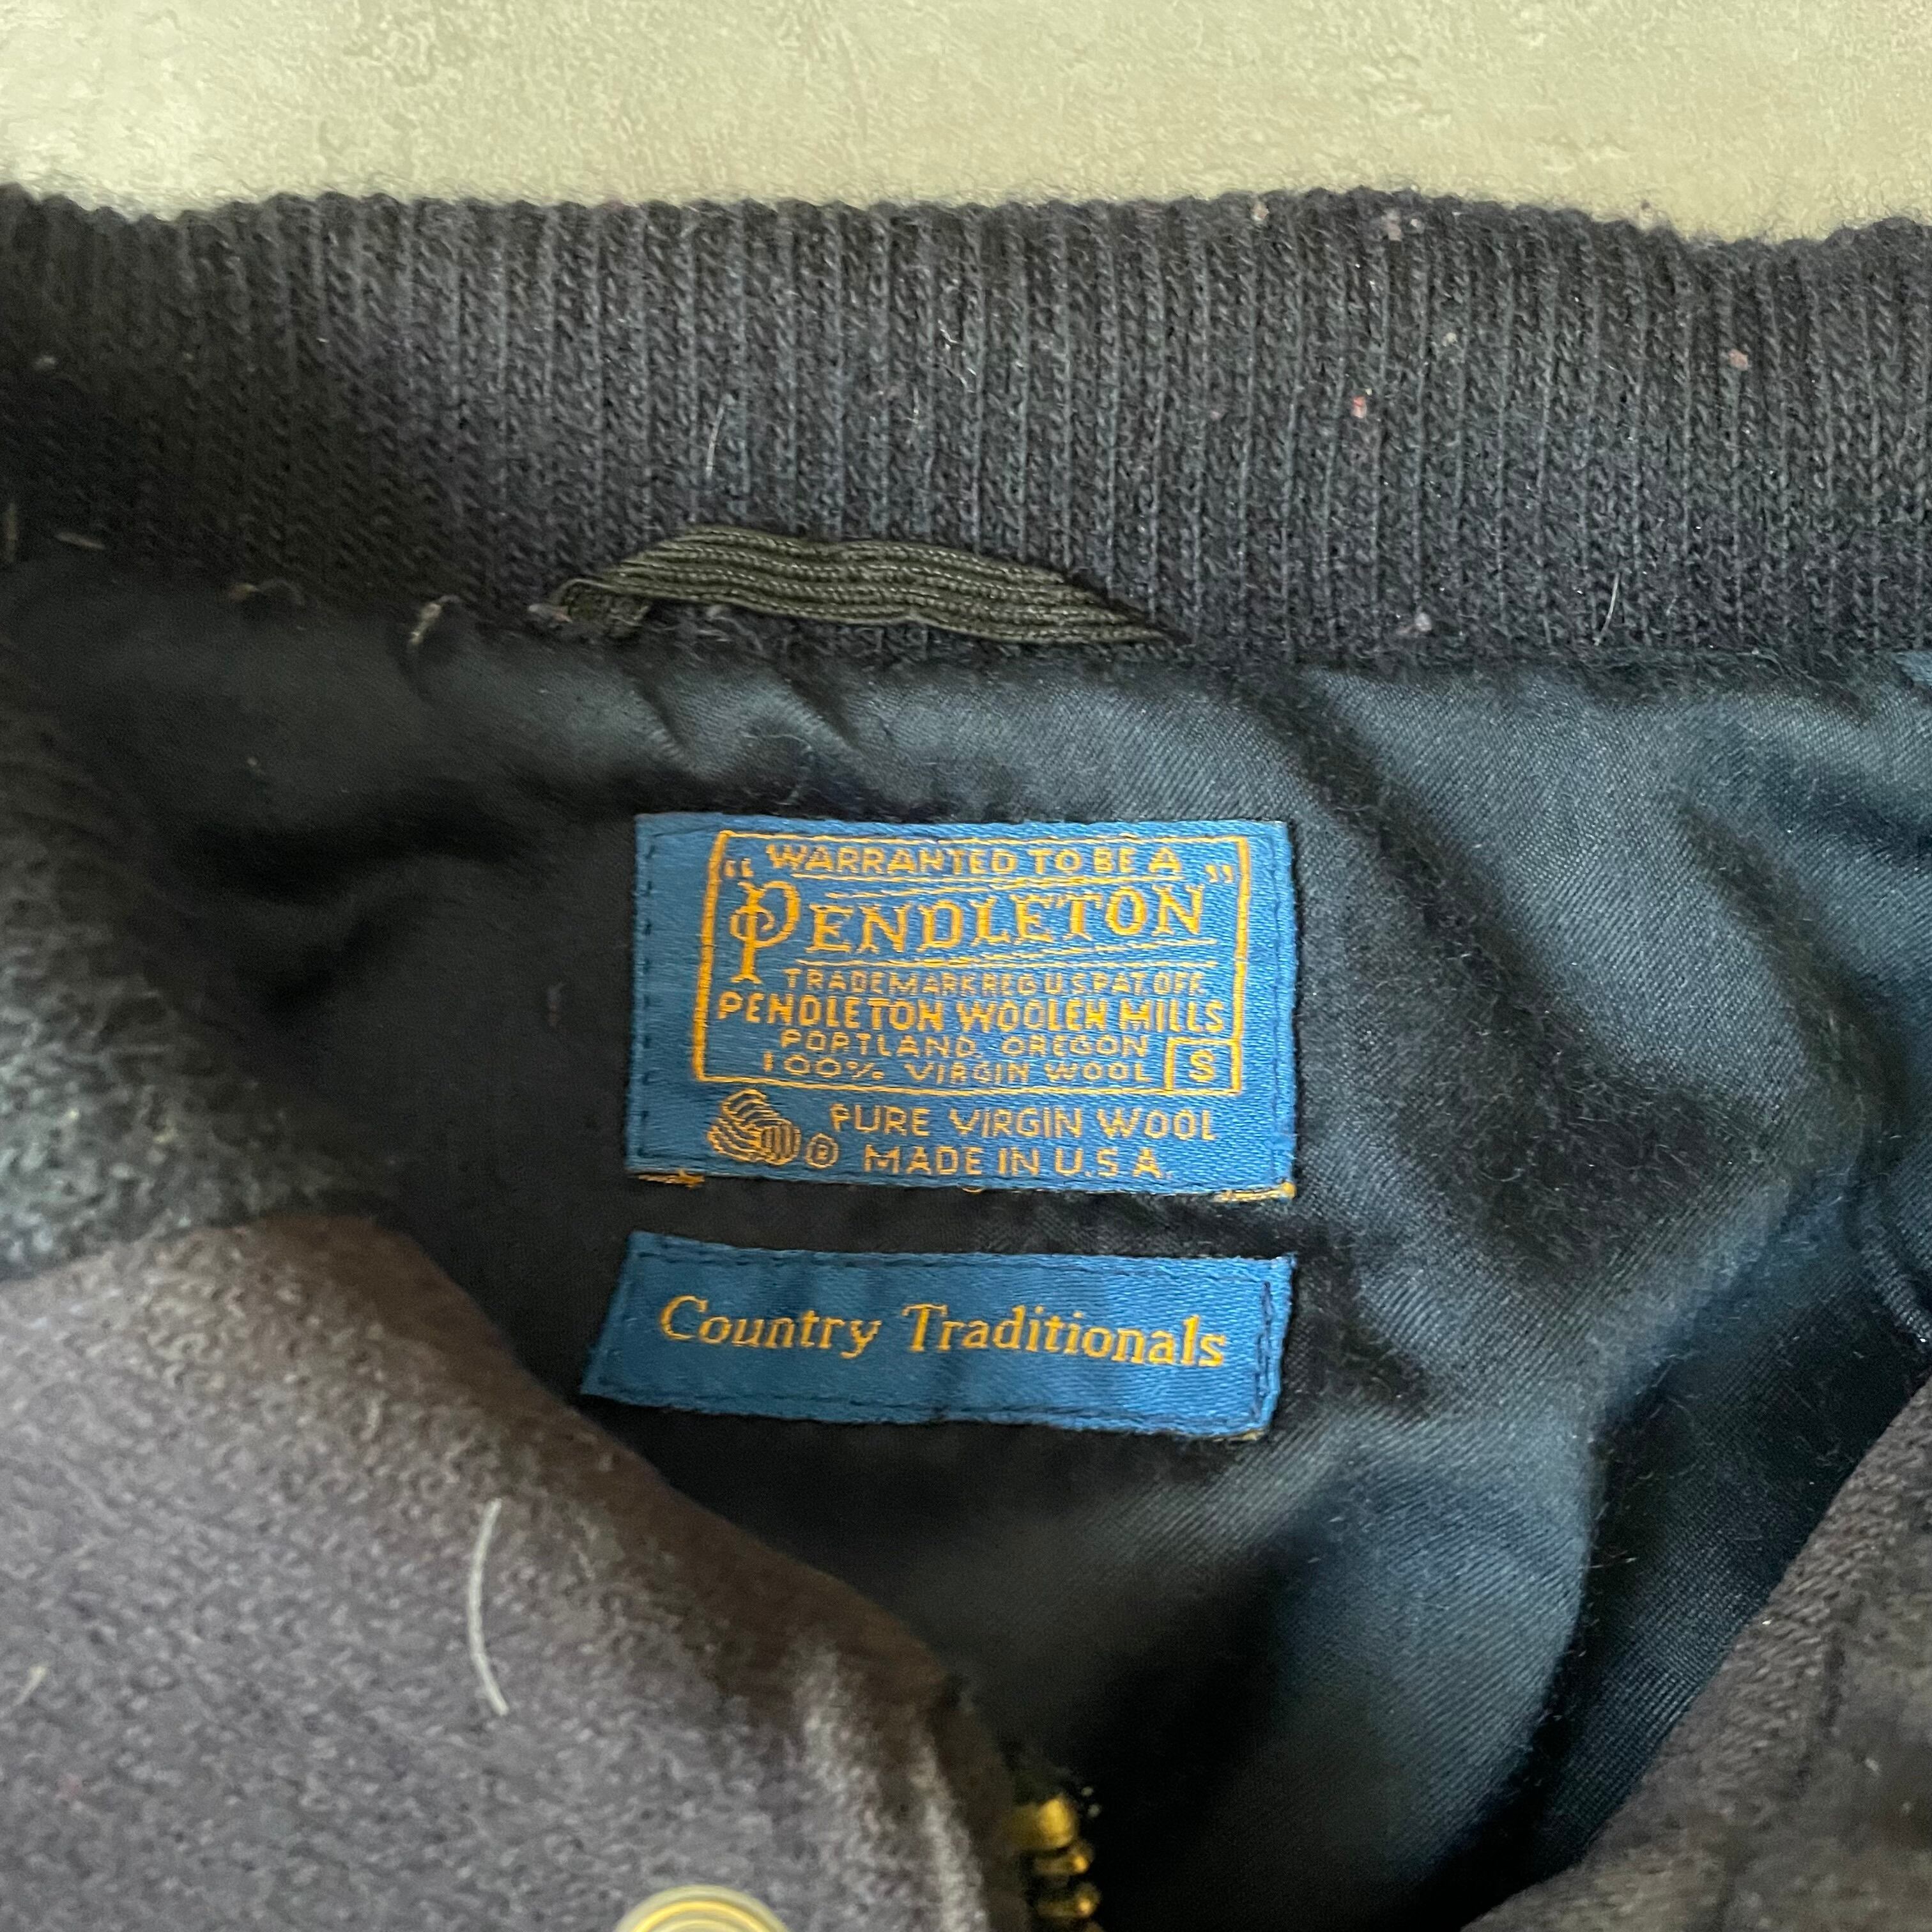 "WARRANTED TO BE A"
PENDLETON
TRADEMARK REG U.S. PAT. OFF.
PENDLETON WOOLEN MILLS
PORTLAND, OREGON
100% VIRGIN WOOL S
® PURE VIRGIN WOOL
MADE IN U.S.A.
Country Traditionals